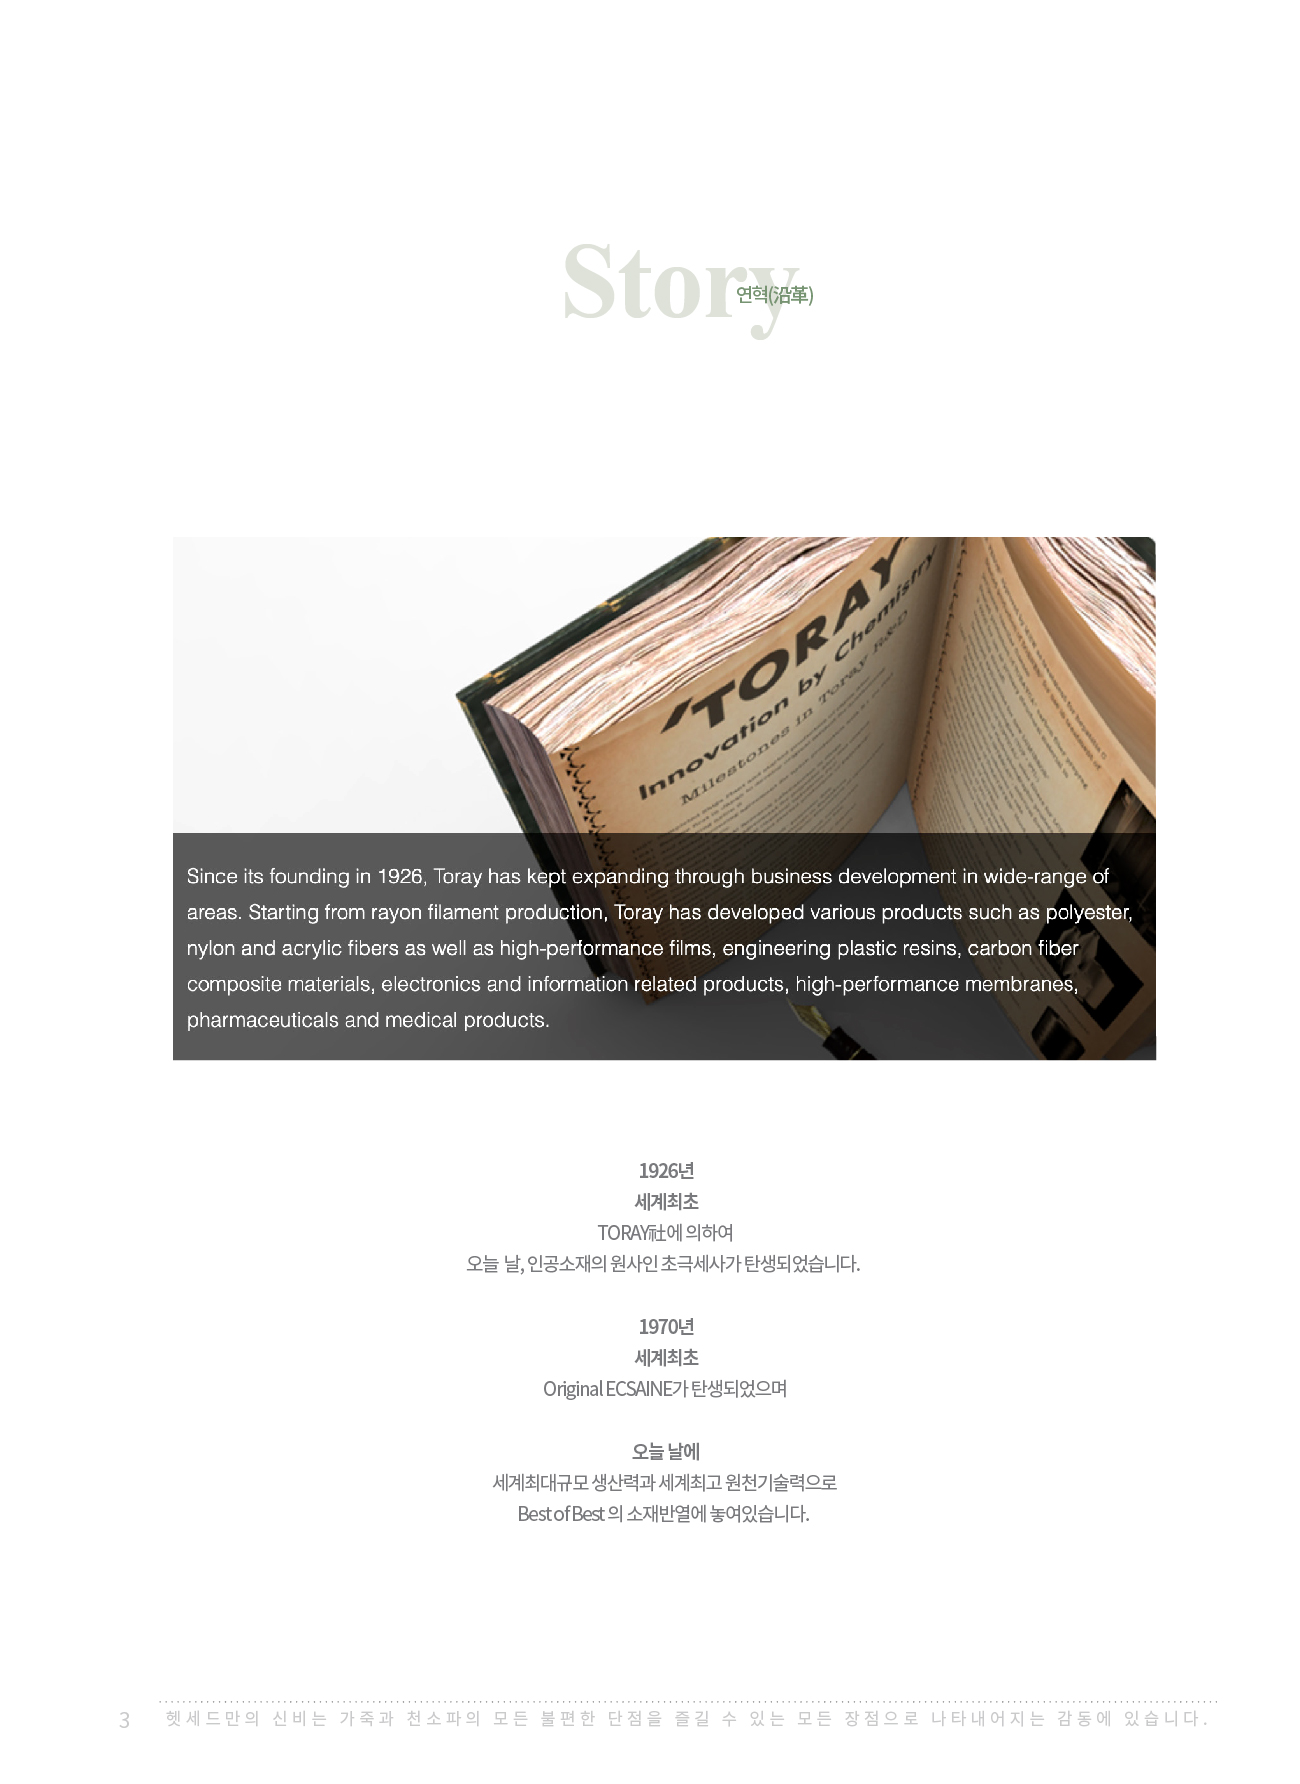 Story
연혁(沿革)
'TORAY'
Innovation by Chemistry
Milestones in Toray R&D
Since its founding in 1926, Toray has kept expanding through business development in wide-range of
areas. Starting from rayon filament production, Toray has developed various products such as polyester,
nylon and acrylic fibers as well as high-performance films, engineering plastic resins, carbon fiber
composite materials, electronics and information related products, high-performance membranes,
pharmaceuticals and medical products.
1926년
세계최초
TORAY社에 의하여
오늘 날, 인공소재의 원사인 초극세사가 탄생되었습니다.
1970년
세계최초
Original ECSAINE가 탄생되었으며
오늘 날에
세계최대규모 생산력과 세계최고 원천기술력으로
Best of Best 의 소재반열에 놓여있습니다.
3 헷세드만의 신비는 가죽과 천소파의 모든 불편한 단점을 즐길 수 있는 모든 장점으로 나타내어지는 감동에 있습니다.